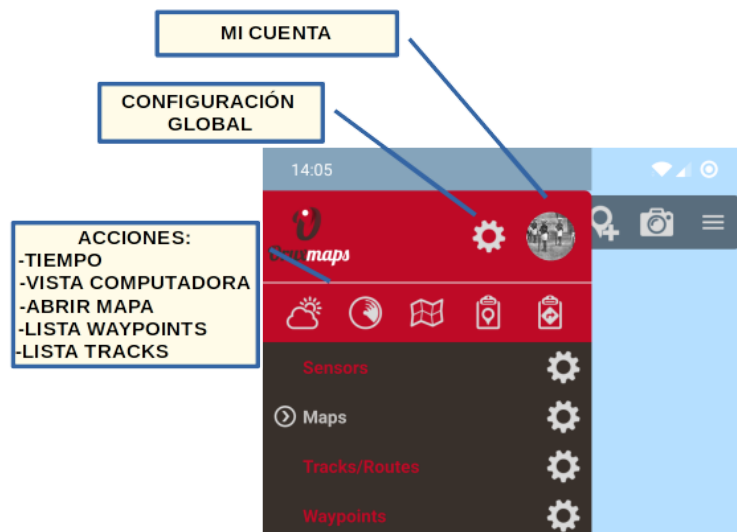 MI CUENTA
CONFIGURACIÓN
GLOBAL
14:05
maps
ACCIONES:
-TIEMPO
-VISTA COMPUTADORA
-ABRIR MAPA
-LISTA WAYPOINTS
-LISTA TRACKS
Sensors
Maps
Tracks/Routes
Waypoints